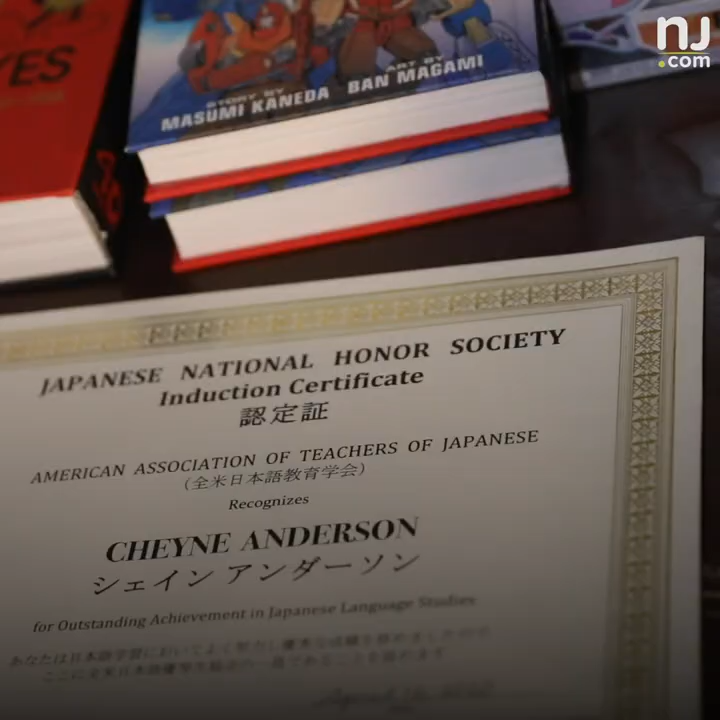 nj
.com
YES
STORY BY ART BY
MASUMI KANEDA BAN MAGAMI
JAPANESE NATIONAL HONOR SOCIETY
Induction Certificate
認定証
AMERICAN ASSOCIATION OF TEACHERS OF JAPANESE
(全米日本語教育学会)
Recognizes
CHEYNE ANDERSON
シェイン アンダーソン
for Outstanding Achievement in Japanese Language Studies